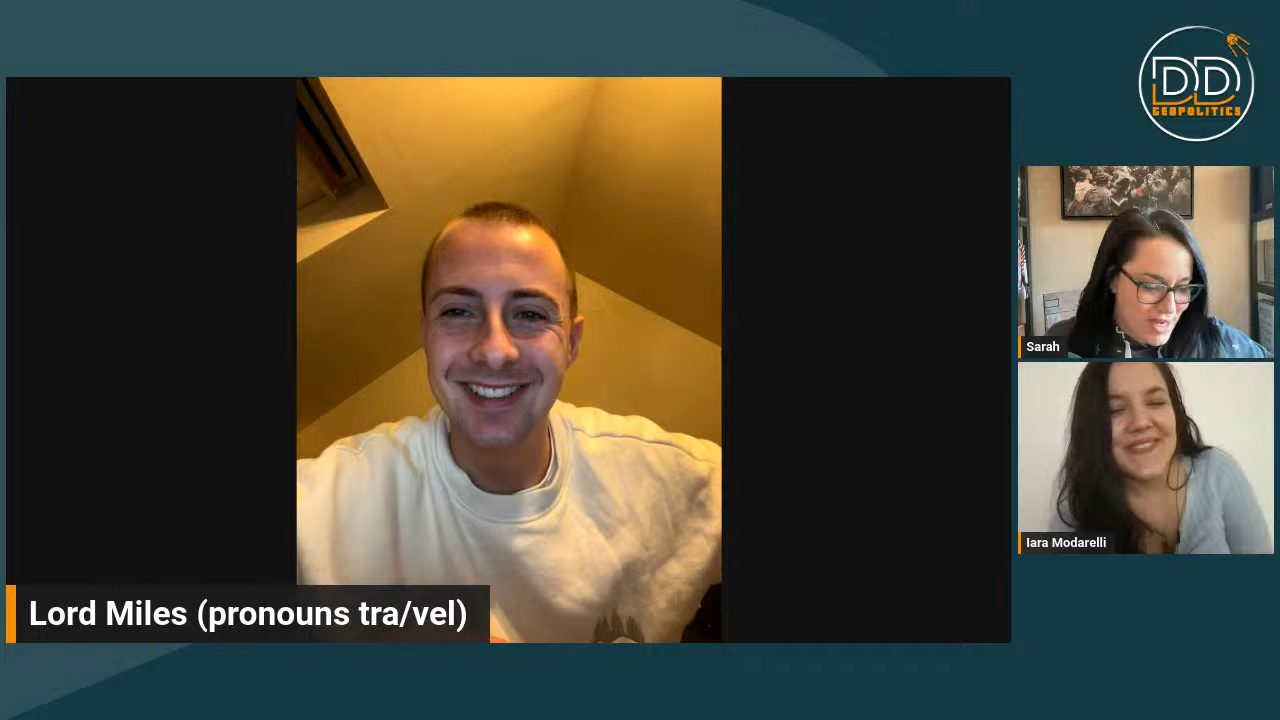 DD
GEOPOLITICS
Sarah
Iara Modarelli
Lord Miles (pronouns tra/vel)